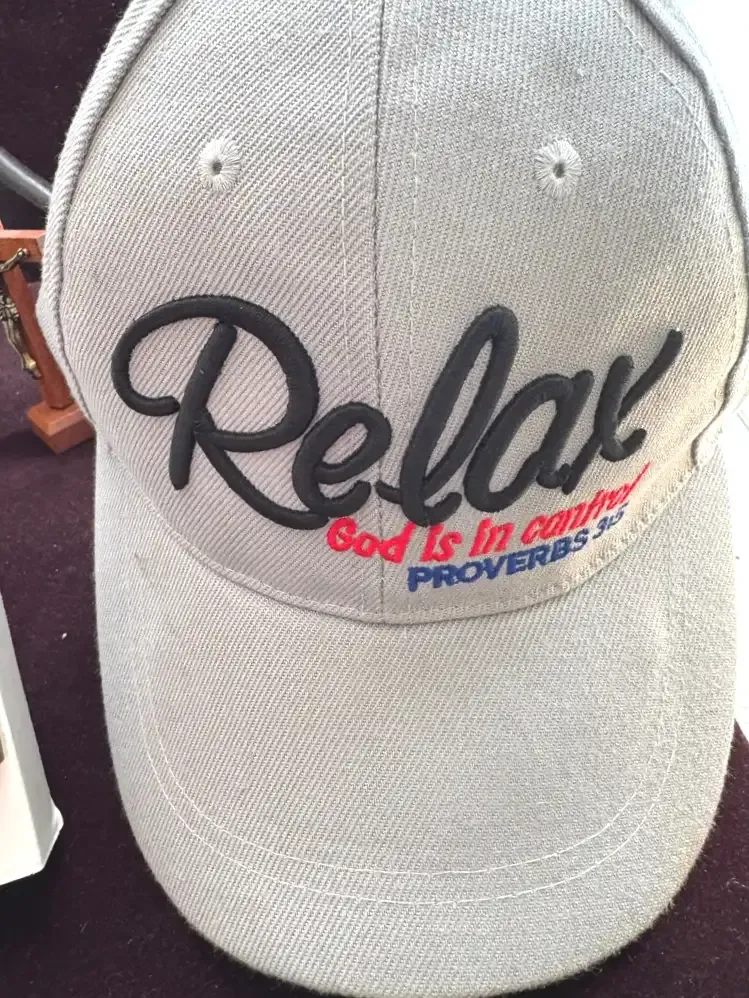 Relax
God is in control
PROVERBS 3:5